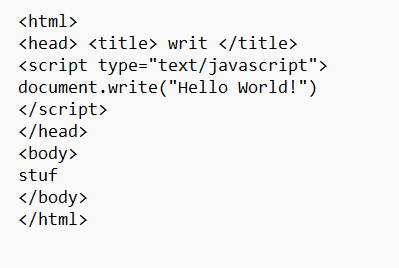 <html>
<head> <title> writ </title>
<script type="text/javascript">
document.write("Hello World!")
</script>
</head>
<body>
stuf
</body>
</html>